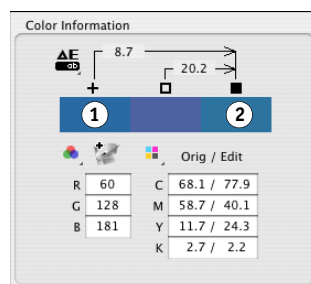 Color Information
ΔE
ab
8.7
20.2
1 2
Orig / Edit
R 60 C 68.1 / 77.9
G 128 M 58.7 / 40.1
B 181 Y 11.7 / 24.3
K 2.7 / 2.2